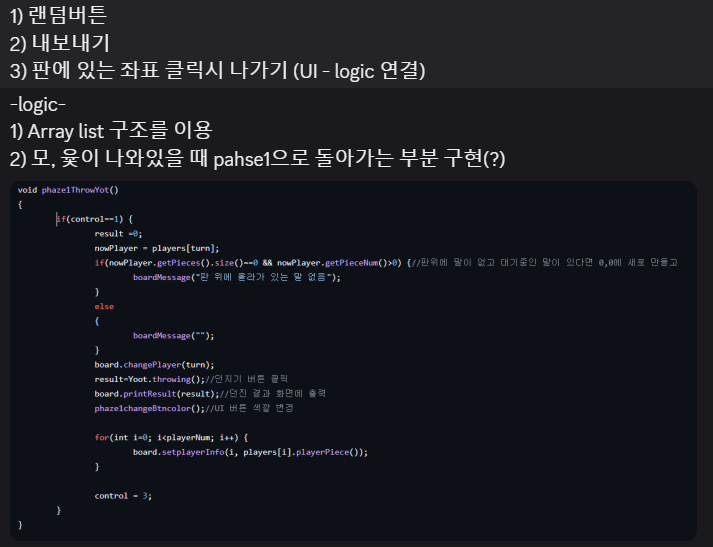 1) 랜덤버튼
2) 내보내기
3) 판에 있는 좌표 클릭시 나가기 (UI - logic 연결)
-logic-
1) Array list 구조를 이용
2) 모, 윷이 나와있을 때 pahse1으로 돌아가는 부분 구현(?)
void phaze1ThrowYot()
{
if(control==1) {
result =0;
nowPlayer = players[turn];
if(nowPlayer.getPieces().size()==0 && nowPlayer.getPieceNum()>0) {//판위에 말이 없고 대기중인 말이 있다면 0,0에 새로 만들고
boardMessage("판 위에 올라가 있는 말 없음");
}
else
{
boardMessage("");
}
board.changePlayer(turn);
result=Yoot.throwing();//던지기 버튼 클릭
board.printResult(result);//던진 결과 화면에 출력
phaze1changeBtncolor();//UI 버튼 색깔 변경
for(int i=0; i<playerNum; i++) {
board.setplayerInfo(i, players[i].playerPiece());
}
control = 3;
}
}